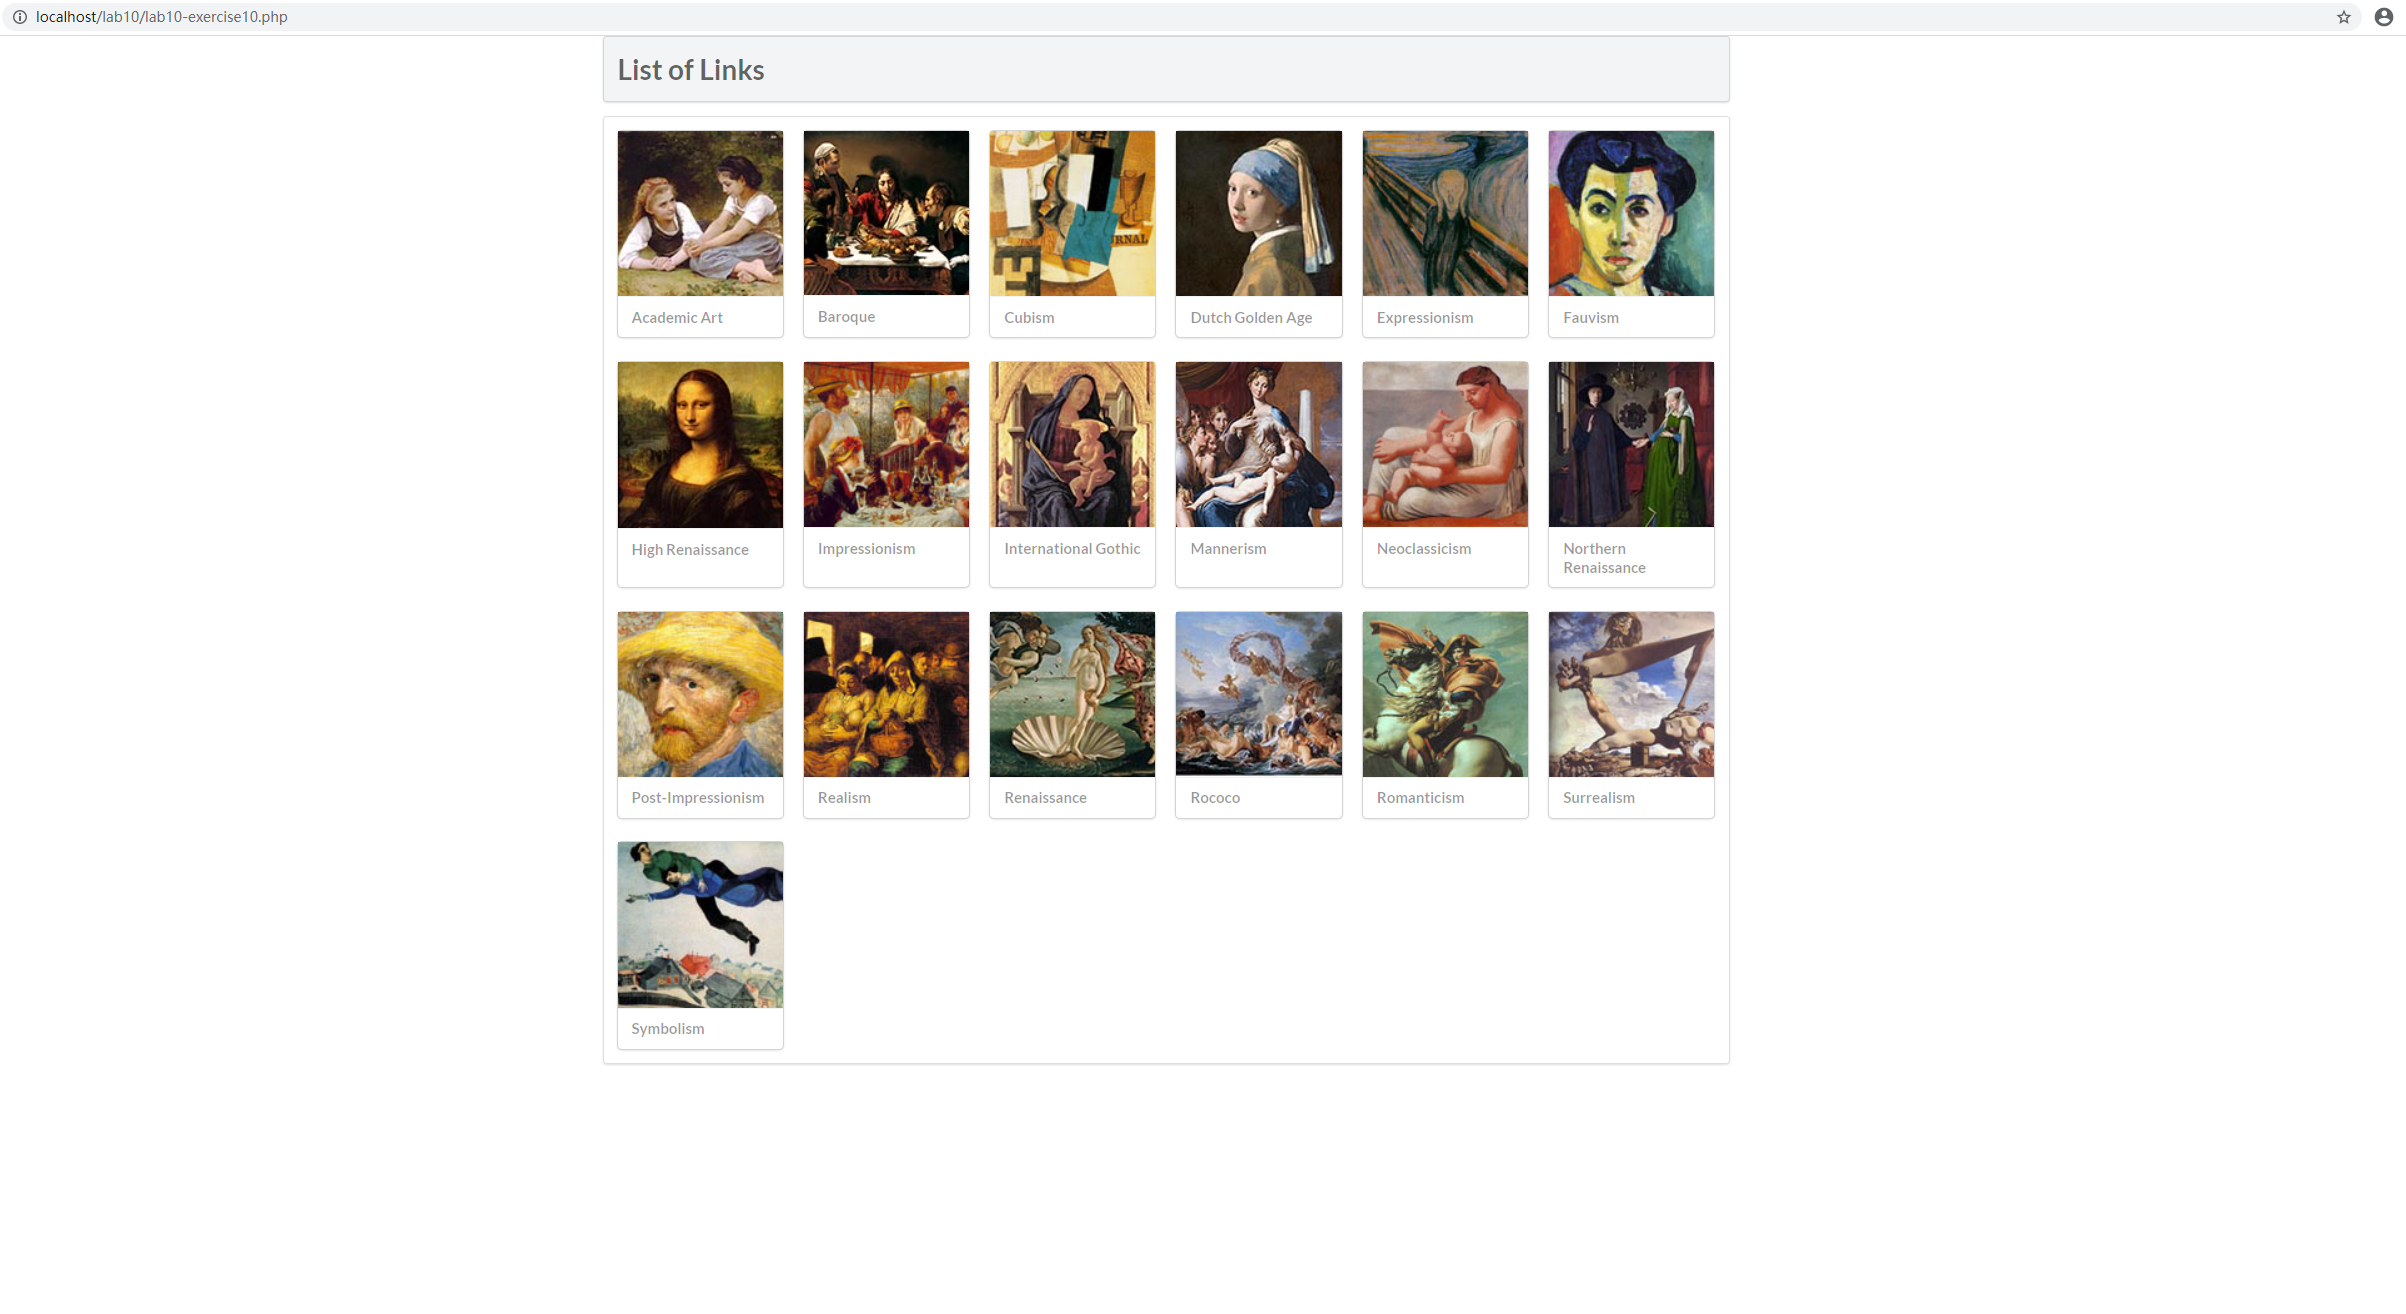 localhost/lab10/lab10-exercise10.php
List of Links
RNAL
Academic Art
Baroque
Cubism
Dutch Golden Age
Expressionism
Fauvism
High Renaissance
Impressionism
International Gothic
Mannerism
Neoclassicism
Northern
Renaissance
Post-Impressionism
Realism
Renaissance
Rococo
Romanticism
Surrealism
Symbolism